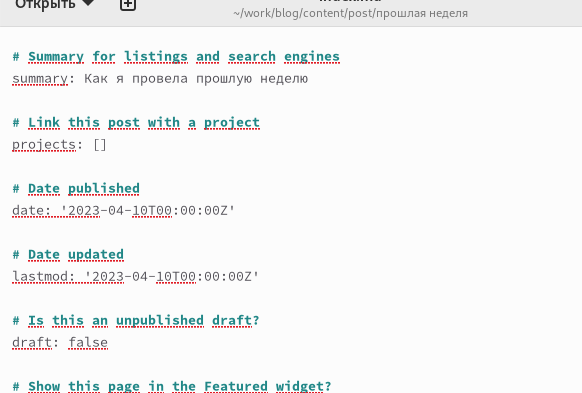 Открыть
~/work/blog/content/post/прошлая неделя
# Summary for listings and search engines
summary: Как я провела прошлую неделю
# Link this post with a project
projects: []
# Date published
date: '2023-04-10T00:00:00Z'
# Date updated
lastmod: '2023-04-10T00:00:00Z'
# Is this an unpublished draft?
draft: false
# Show this page in the Featured widget?